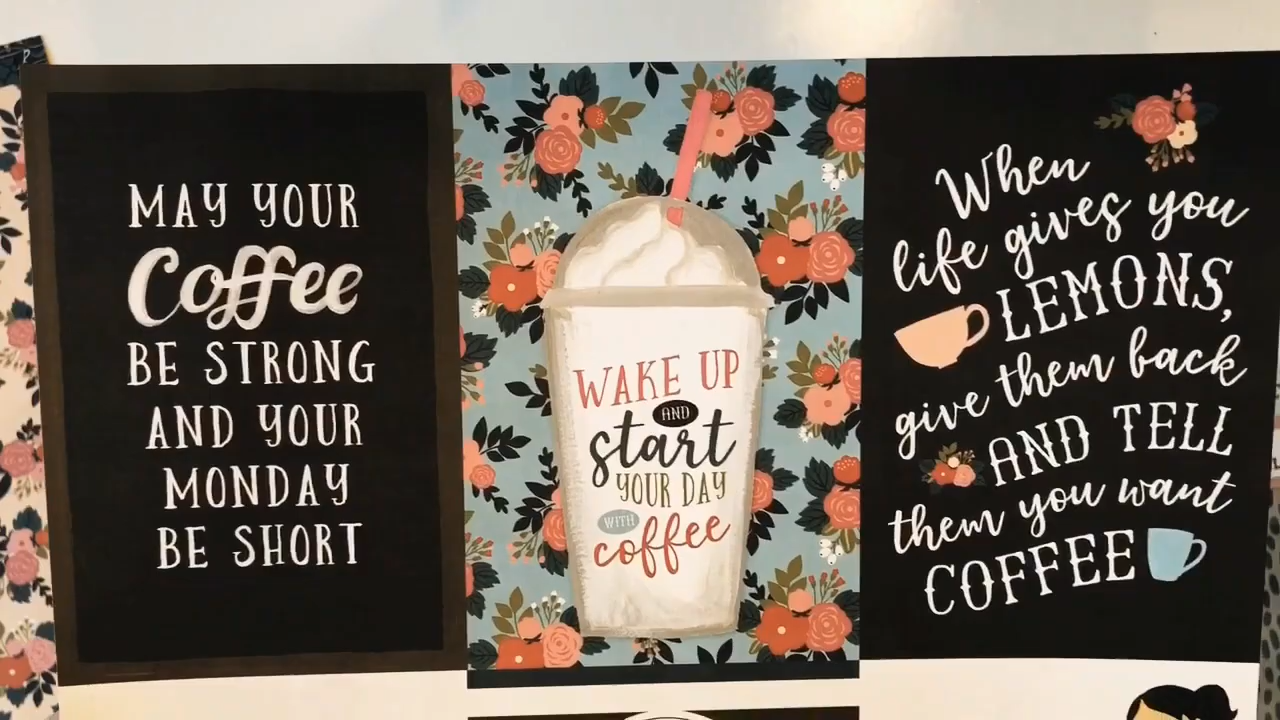 MAY YOUR
Coffee
BE STRONG
AND YOUR
MONDAY
BE SHORT
WAKE UP
AND
start
YOUR DAY
WITH
coffee
When
life gives you
LEMONS,
give them back
AND TELL
them you want
COFFEE